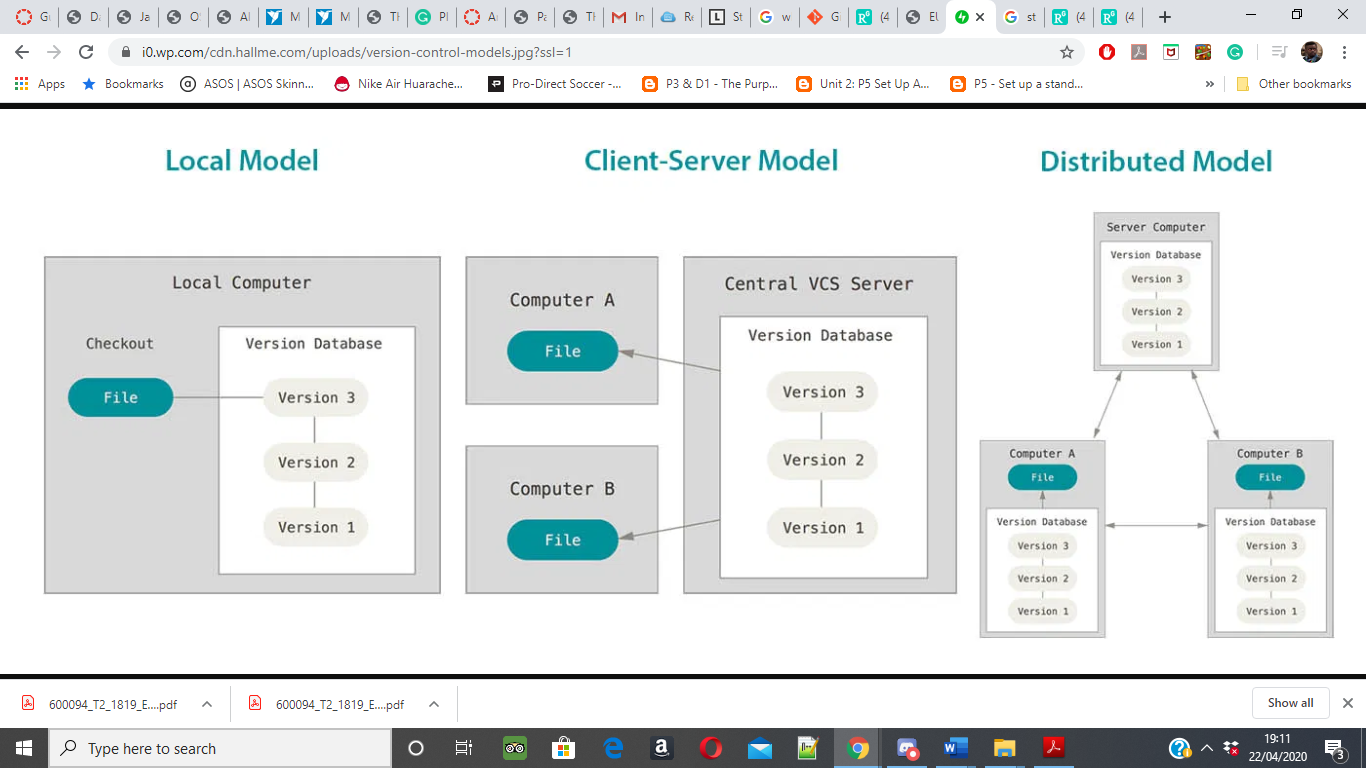 i0.wp.com/cdn.hallme.com/uploads/version-control-models.jpg?ssl=1
Apps
Bookmarks
ASOS | ASOS Skinn...
Nike Air Huarache...
Pro-Direct Soccer -...
P3 & D1 - The Purp...
Unit 2: P5 Set Up A...
P5 - Set up a stand...
»
Other bookmarks
Local Model
Local Computer
Checkout
File
Version Database
Version 3
Version 2
Version 1
Client-Server Model
Computer A
File
Computer B
File
Central VCS Server
Version Database
Version 3
Version 2
Version 1
Distributed Model
Server Computer
Version Database
Version 3
Version 2
Version 1
Computer A
File
Version Database
Version 3
Version 2
Version 1
Computer B
File
Version Database
Version 3
Version 2
Version 1
600094_T2_1819_E....pdf
600094_T2_1819_E....pdf
Show all
Type here to search
19:11
22/04/2020
3